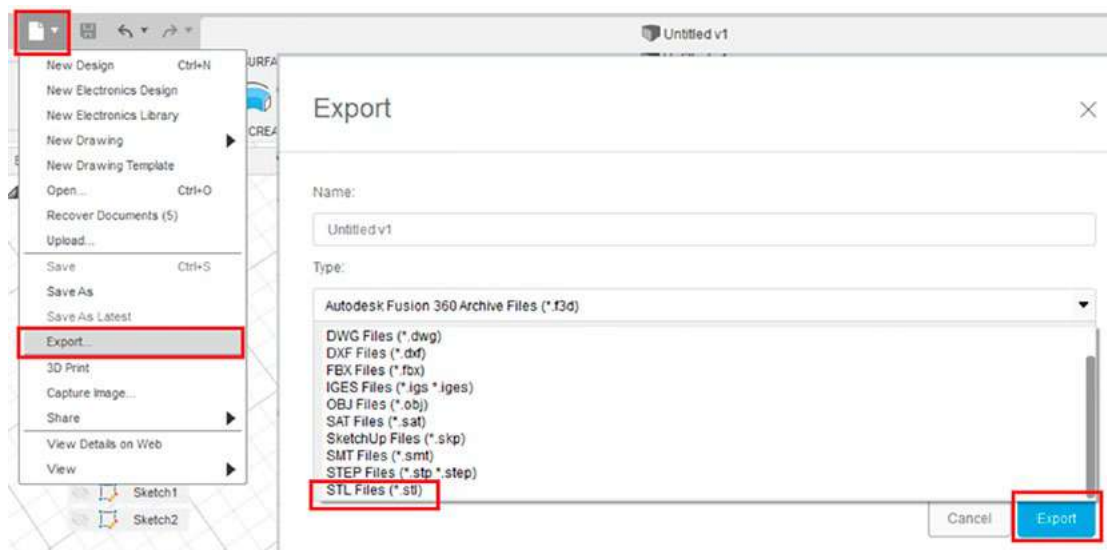 Untitled v1
New Design Ctrl+N
New Electronics Design
New Electronics Library
New Drawing
New Drawing Template
Open... Ctrl+O
Recover Documents (5)
Upload...
Save Ctrl+S
Save As
Save As Latest
Export...
3D Print
Capture Image...
Share
View Details on Web
View
Sketch1
Sketch2
Export
Name:
Untitled v1
Type:
Autodesk Fusion 360 Archive Files (*.f3d)
DWG Files (*.dwg)
DXF Files (*.dxf)
FBX Files (*.fbx)
IGES Files (*.igs *.iges)
OBJ Files (*.obj)
SAT Files (*.sat)
SketchUp Files (*.skp)
SMT Files (*.smt)
STEP Files (*.stp *.step)
STL Files (*.stl)
Cancel Export